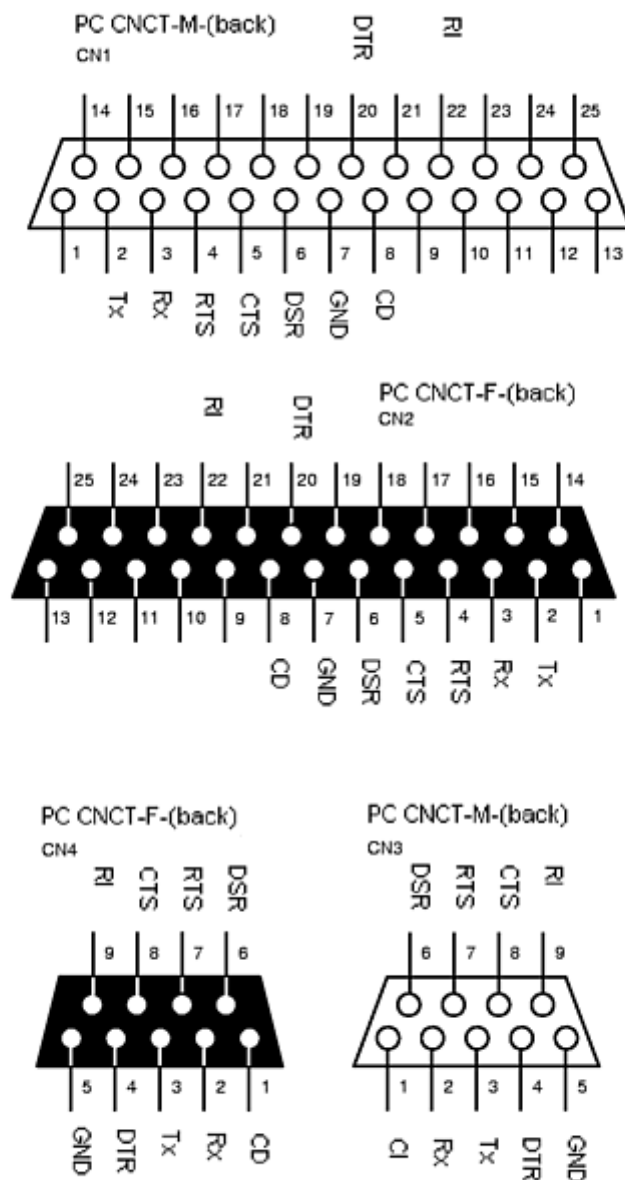 PC CNCT-M-(back)
CN1
DTR RI
14 15 16 17 18 19 20 21 22 23 24 25
1 2 3 4 5 6 7 8 9 10 11 12 13
Tx Rx RTS CTS DSR GND CD
PC CNCT-F-(back)
CN2
RI DTR
25 24 23 22 21 20 19 18 17 16 15 14
13 12 11 10 9 8 7 6 5 4 3 2 1
CD GND DSR CTS RTS Rx Tx
PC CNCT-F-(back)
CN4
RI CTS RTS DSR
9 8 7 6
5 4 3 2 1
GND DTR Tx Rx CD
PC CNCT-M-(back)
CN3
DSR RTS CTS RI
6 7 8 9
1 2 3 4 5
CI Rx Tx DTR GND